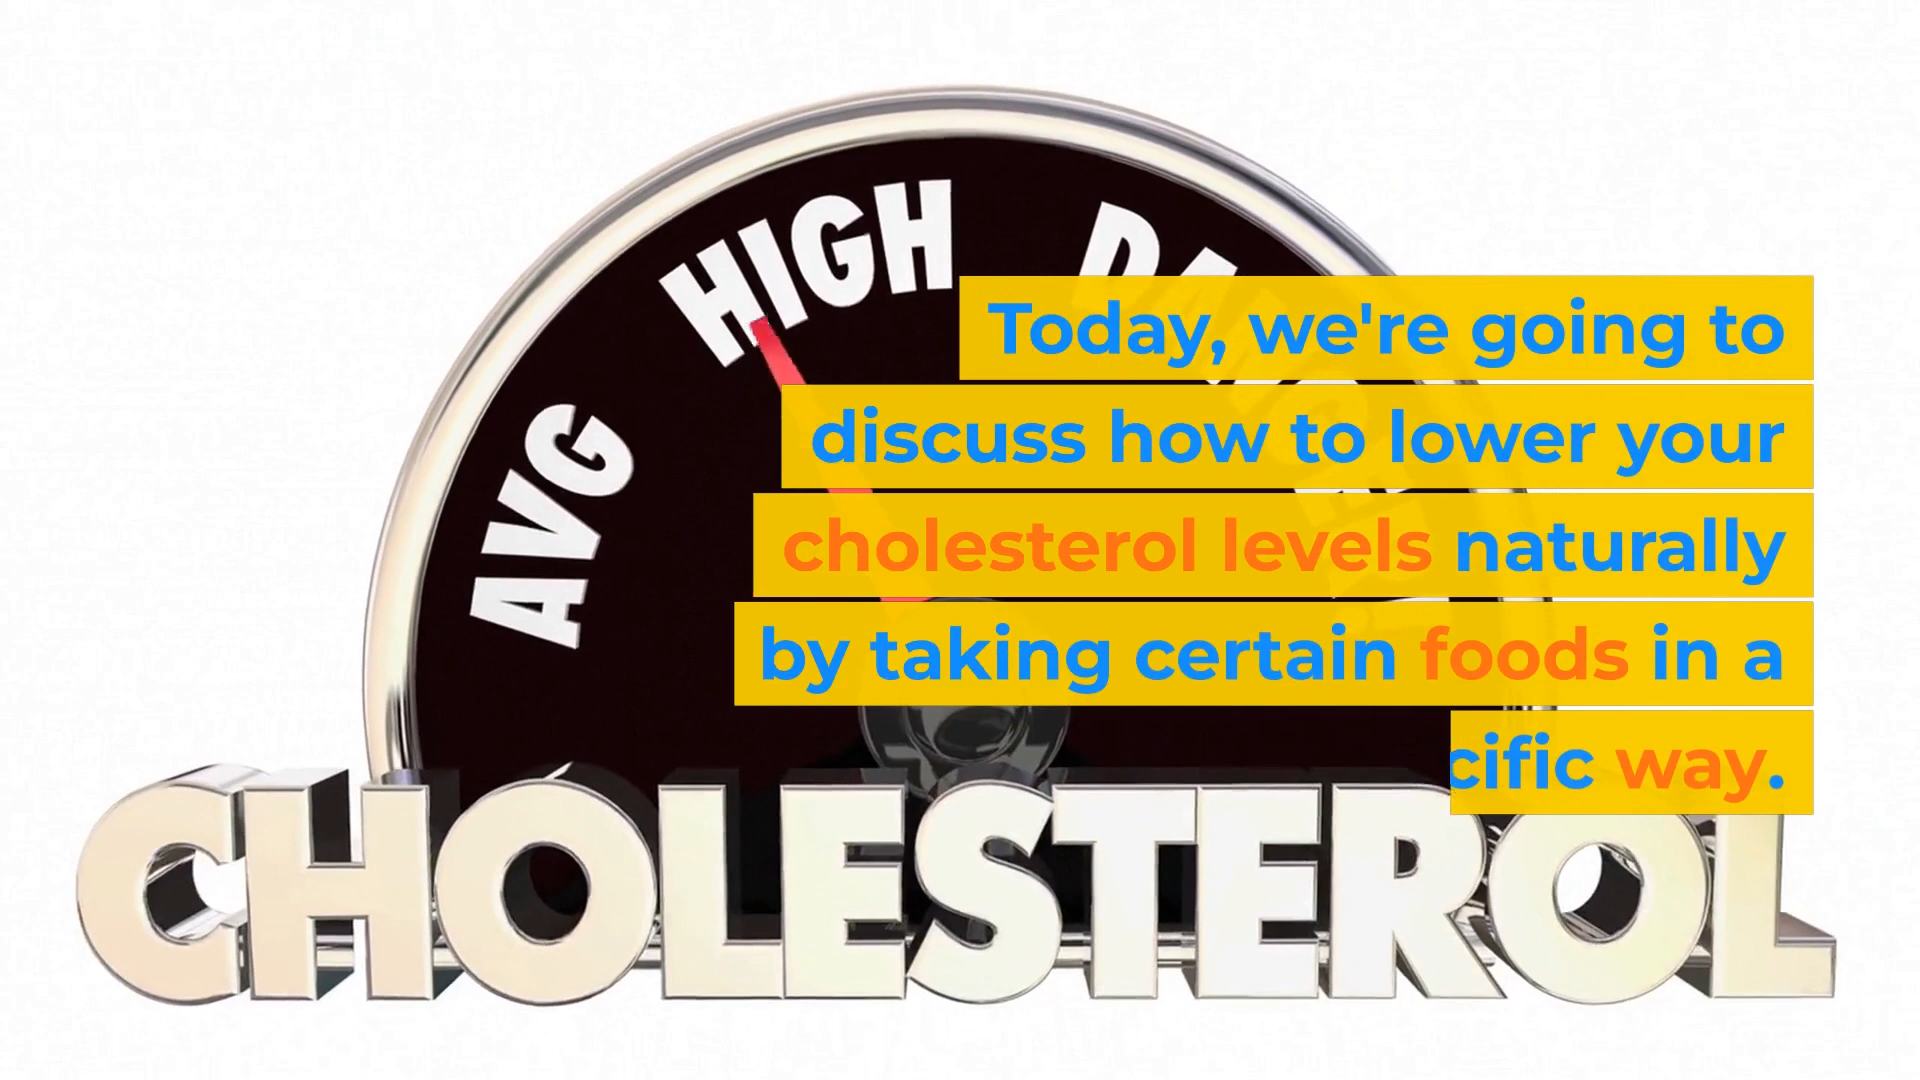 AVG
HIGH
Today, we're going to
discuss how to lower your
cholesterol levels naturally
by taking certain foods in a
cific way.
CHOLESTEROL